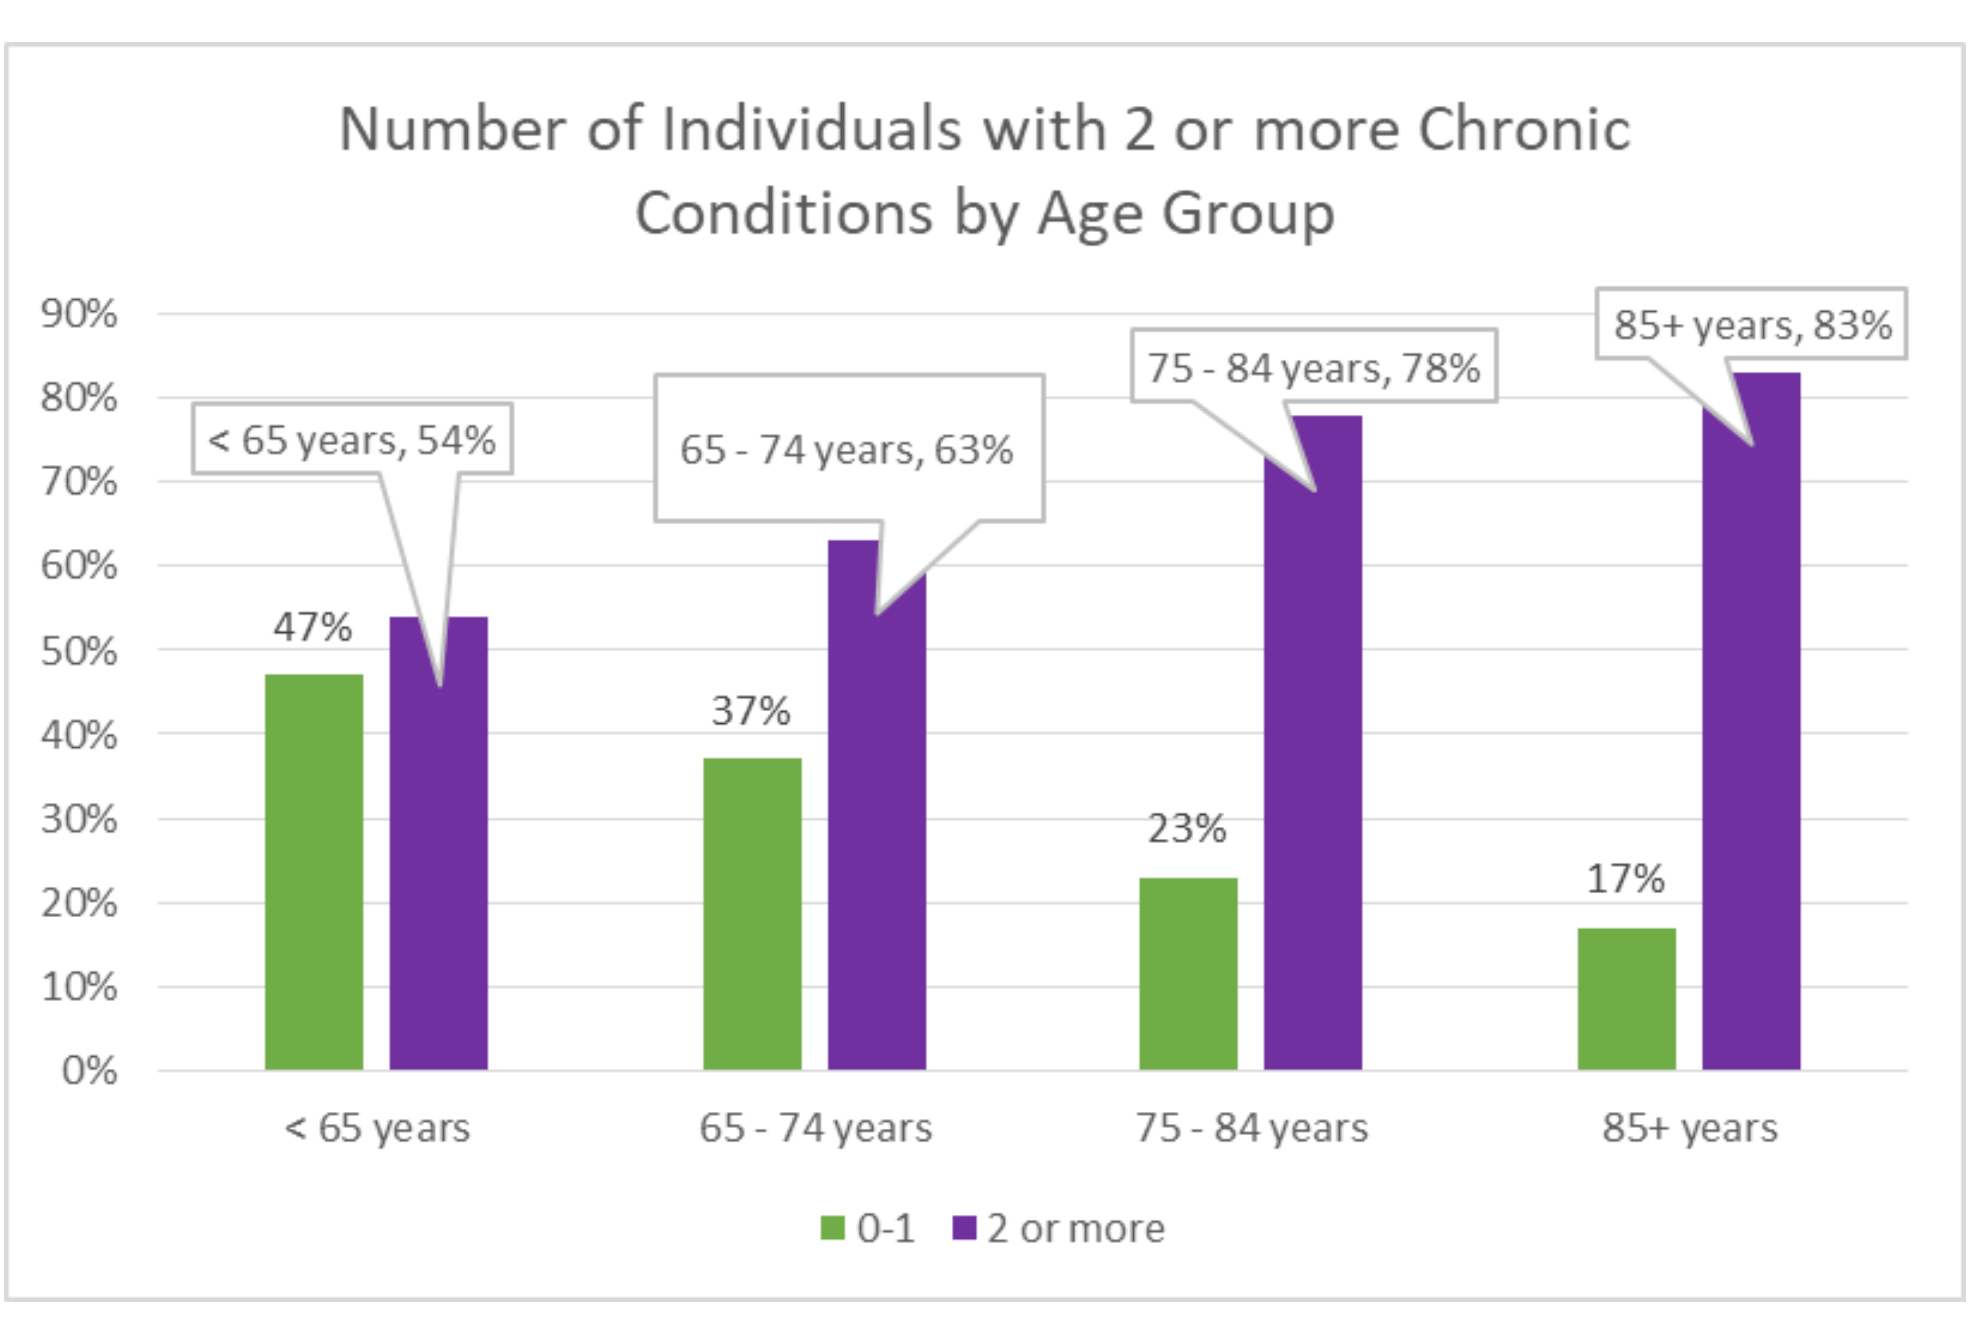 Number of Individuals with 2 or more Chronic
Conditions by Age Group
90%
80%
70%
60%
50%
40%
30%
20%
10%
0%
< 65 years, 54%
65 - 74 years, 63%
75 - 84 years, 78%
85+ years, 83%
47%
37%
23%
17%
< 65 years
65 - 74 years
75 - 84 years
85+ years
0-1
2 or more